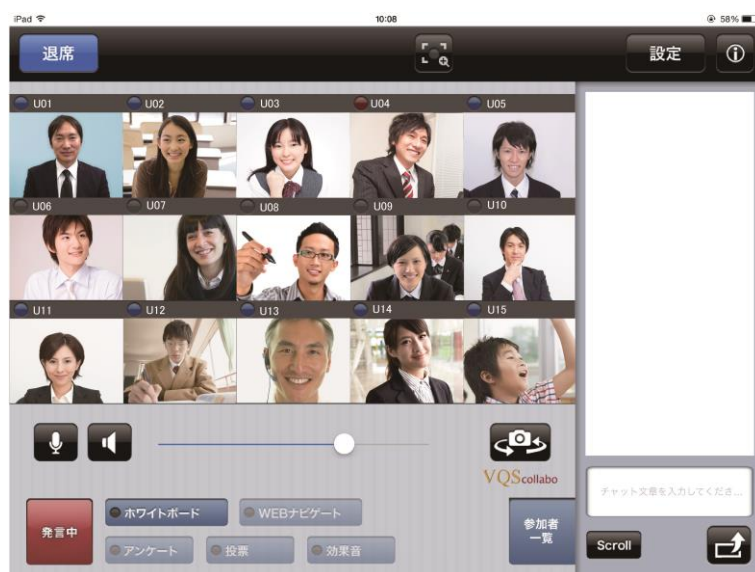 iPad 10:08 58%
退席 設定
U01 U02 U03 U04 U05
U06 U07 U08 U09 U10
U11 U12 U13 U14 U15
VQScollabo
チャット文章を入力してくださ...
発言中
ホワイトボード WEBナビゲート
アンケート 投票 効果音
参加者
一覧
Scroll